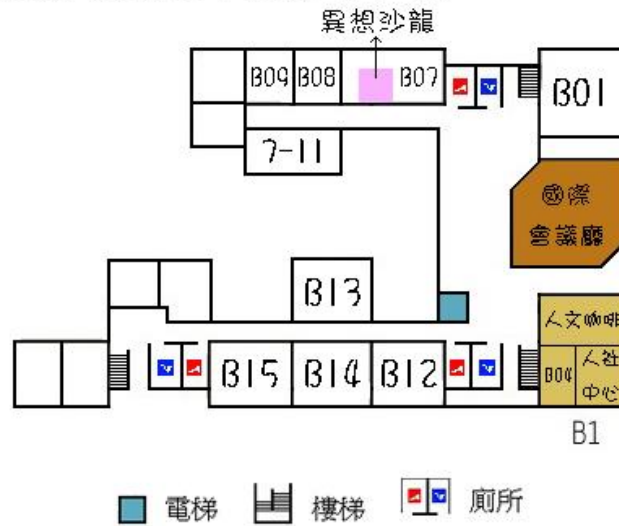 異想沙龍
B09
B08
B07
B01
7-11
國際
會議廳
B13
人文咖啡
B15
B14
B12
B04
人社
中心
B1
電梯
樓梯
廁所